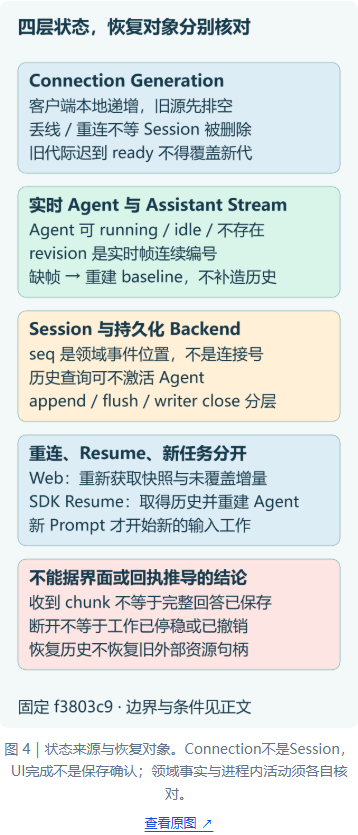 四层状态，恢复对象分别核对
Connection Generation
客户端本地递增，旧源先排空
丢线 / 重连不等 Session 被删除
旧代际迟到 ready 不得覆盖新代
实时 Agent 与 Assistant Stream
Agent 可 running / idle / 不存在
revision 是实时帧连续编号
缺帧 → 重建 baseline，不补造历史
Session 与持久化 Backend
seq 是领域事件位置，不是连接号
历史查询可不激活 Agent
append / flush / writer close 分层
重连、Resume、新任务分开
Web：重新获取快照与未覆盖增量
SDK Resume：取得历史并重建 Agent
新 Prompt 才开始新的输入工作
不能据界面或回执推导的结论
收到 chunk 不等于完整回答已保存
断开不等于工作已停稳或已撤销
恢复历史不恢复旧外部资源句柄
固定 f3803c9 · 边界与条件见正文
图 4｜状态来源与恢复对象。Connection不是Session，
UI完成不是保存确认；领域事实与进程内活动须各自核
对。
查看原图 ↗